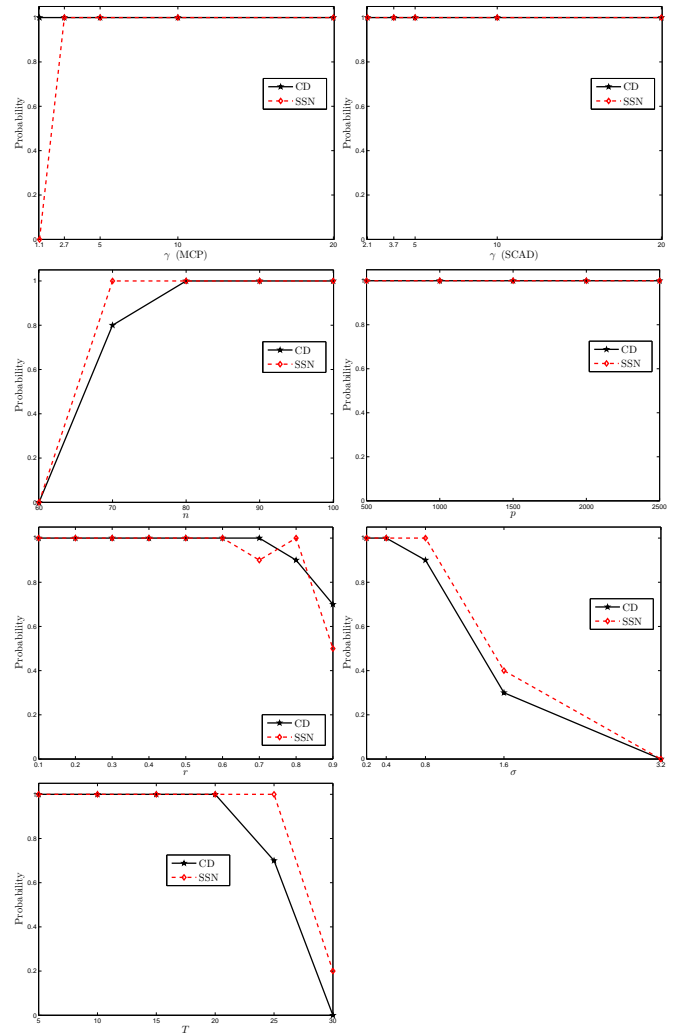 1
0.8
0.6
0.4
0.2
0
Probability
1.1 2.7 5 10 20
γ (MCP)
CD
SSN
1
0.8
0.6
0.4
0.2
0
Probability
2.1 3.7 5 10 20
γ (SCAD)
CD
SSN
1
0.8
0.6
0.4
0.2
0
Probability
60 70 80 90 100
n
CD
SSN
1
0.8
0.6
0.4
0.2
0
Probability
500 1000 1500 2000 2500
p
CD
SSN
1
0.8
0.6
0.4
0.2
0
Probability
0.1 0.2 0.3 0.4 0.5 0.6 0.7 0.8 0.9
r
CD
SSN
1
0.8
0.6
0.4
0.2
0
Probability
0.2 0.4 0.8 1.6 3.2
σ
CD
SSN
1
0.8
0.6
0.4
0.2
0
Probability
5 10 15 20 25 30
T
CD
SSN